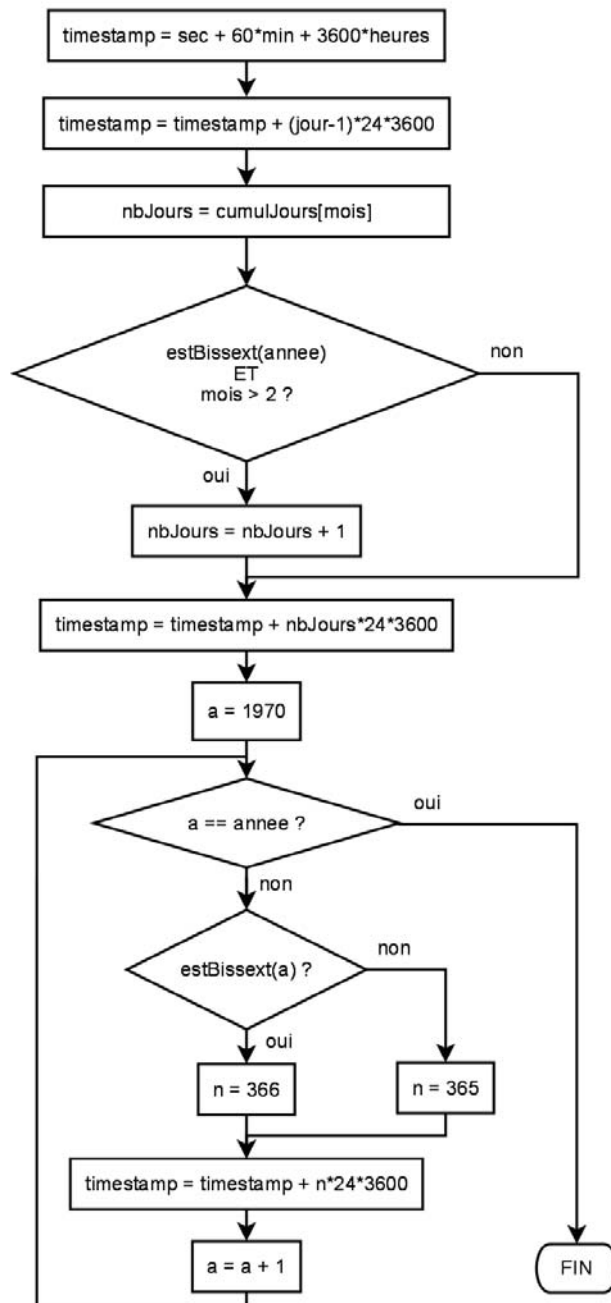 timestamp = sec + 60*min + 3600*heures
timestamp = timestamp + (jour-1)*24*3600
nbJours = cumulJours[mois]
estBissext(annee)
ET
mois > 2 ?
non
oui
nbJours = nbJours + 1
timestamp = timestamp + nbJours*24*3600
a = 1970
a == annee ?
oui
non
estBissext(a) ?
non
oui
n = 366
n = 365
timestamp = timestamp + n*24*3600
a = a + 1
FIN